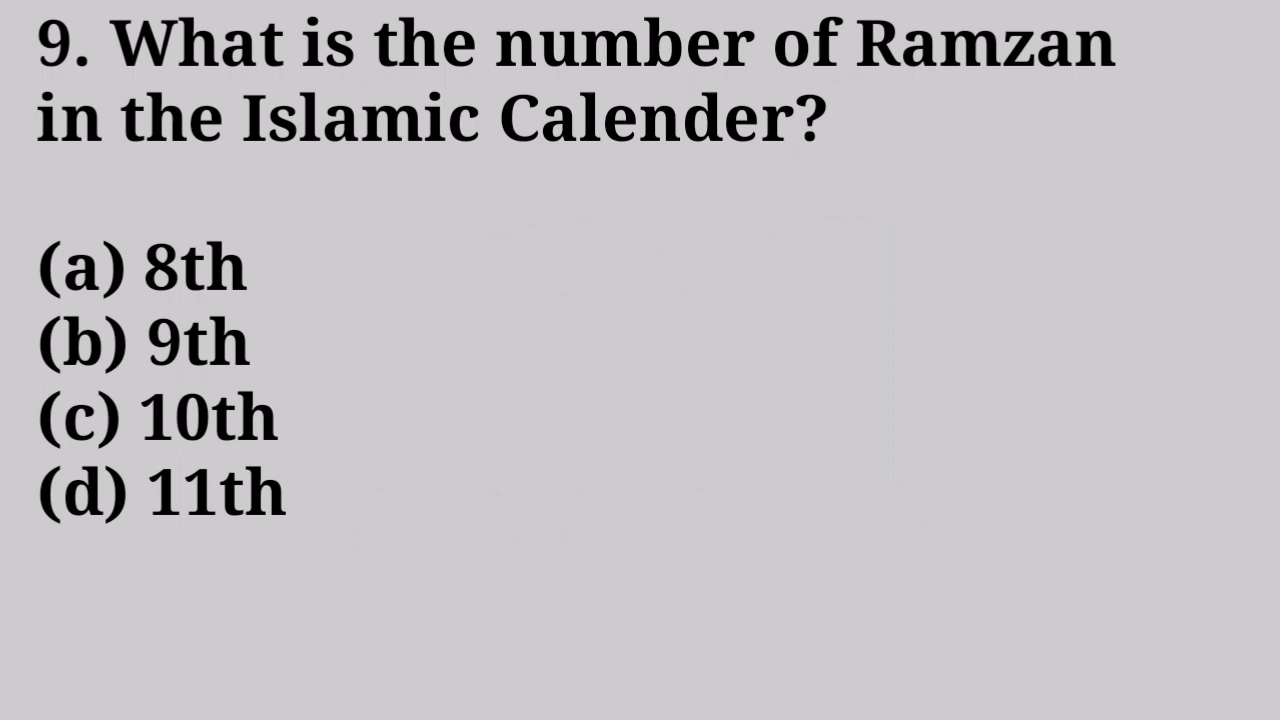 9. What is the number of Ramzan
in the Islamic Calender?
(a) 8th
(b) 9th
(c) 10th
(d) 11th